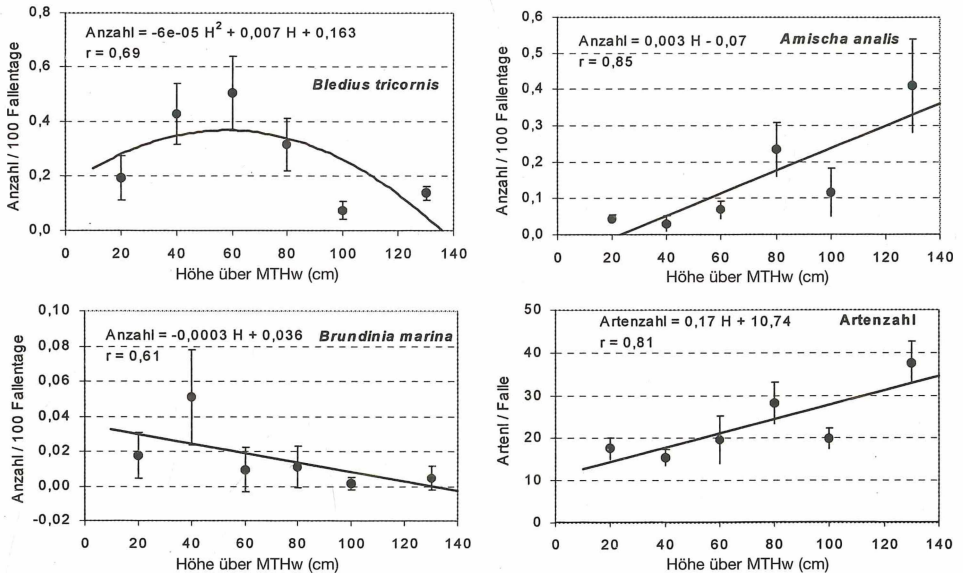 Anzahl = -6e-05 H² + 0,007 H + 0,163
r = 0,69
Bledius tricornis
Anzahl / 100 Fallentage
0,8
0,6
0,4
0,2
0,0
0 20 40 60 80 100 120 140
Höhe über MTHw (cm)
Anzahl = 0,003 H - 0,07
r = 0,85
Amischa analis
Anzahl / 100 Fallentage
0,6
0,5
0,4
0,3
0,2
0,1
0,0
0 20 40 60 80 100 120 140
Höhe über MTHw (cm)
Anzahl = -0,0003 H + 0,036
r = 0,61
Brundinia marina
Anzahl / 100 Fallentage
0,10
0,08
0,06
0,04
0,02
0,00
-0,02
0 20 40 60 80 100 120 140
Höhe über MTHw (cm)
Artenzahl = 0,17 H + 10,74
r = 0,81
Artenzahl
Artenl / Falle
50
40
30
20
10
0
0 20 40 60 80 100 120 140
Höhe über MTHw (cm)